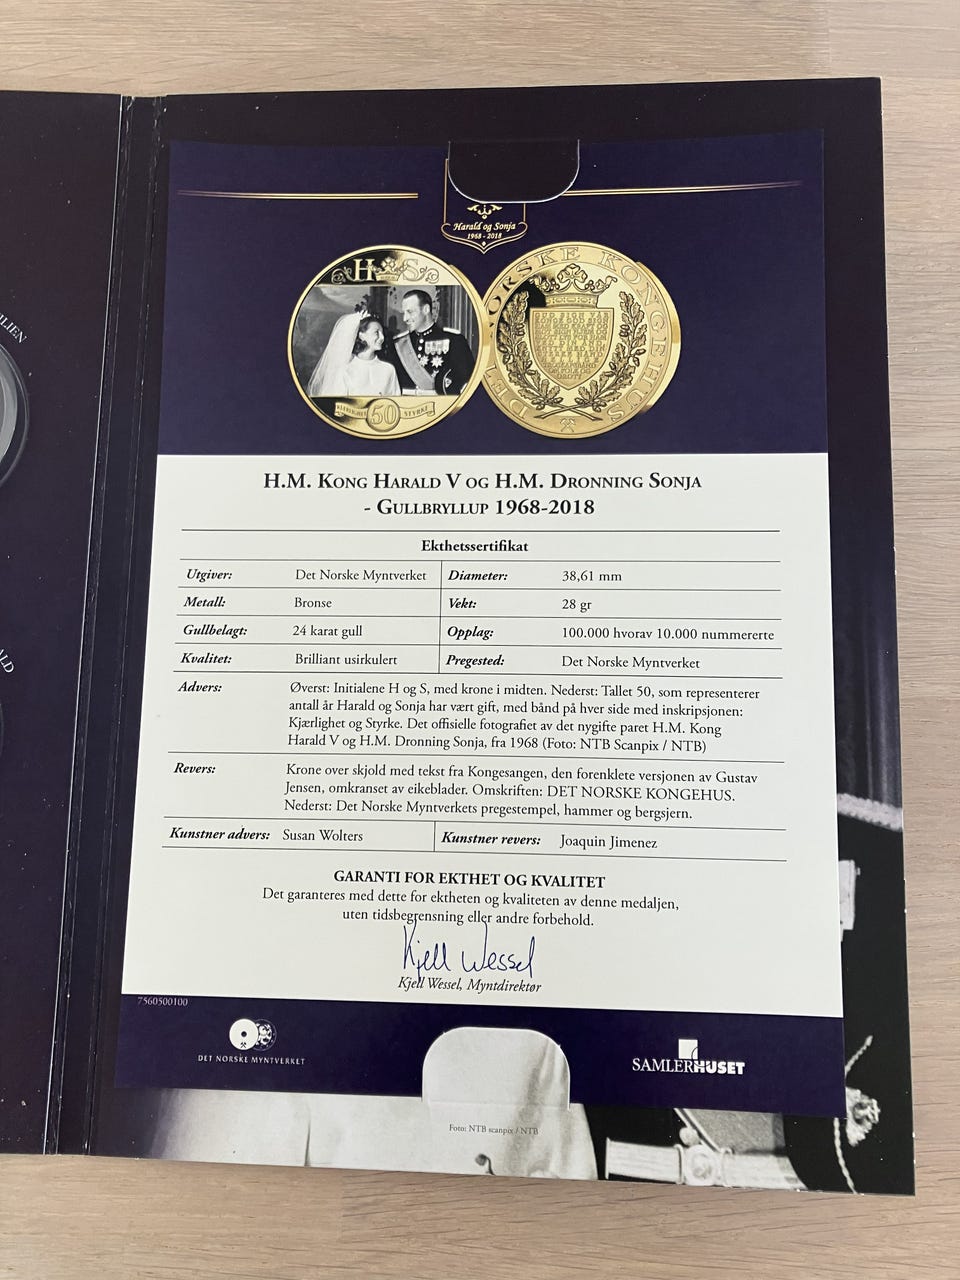 ILIEN
ALD
Harald og Sonja
1968 - 2018
H S
50
STYRKE
DET NORSKE KONGEHUS
H.M. Kong Harald V og H.M. Dronning Sonja
- Gullbryllup 1968-2018
Ekthetssertifikat
Utgiver: Det Norske Myntverket Diameter: 38,61 mm
Metall: Bronse Vekt: 28 gr
Gullbelagt: 24 karat gull Opplag: 100.000 hvorav 10.000 nummererte
Kvalitet: Brilliant usirkulert Pregested: Det Norske Myntverket
Advers: Øverst: Initialene H og S, med krone i midten. Nederst: Tallet 50, som representerer
antall år Harald og Sonja har vært gift, med bånd på hver side med inskripsjonen:
Kjærlighet og Styrke. Det offisielle fotografiet av det nygifte paret H.M. Kong
Harald V og H.M. Dronning Sonja, fra 1968 (Foto: NTB Scanpix / NTB)
Revers: Krone over skjold med tekst fra Kongesangen, den forenklete versjonen av Gustav
Jensen, omkranset av eikeblader. Omskriften: DET NORSKE KONGEHUS.
Nederst: Det Norske Myntverkets pregestempel, hammer og bergsjern.
Kunstner advers: Susan Wolters Kunstner revers: Joaquin Jimenez
GARANTI FOR EKTHET OG KVALITET
Det garanteres med dette for ektheten og kvaliteten av denne medaljen,
uten tidsbegrensning eller andre forbehold.
Kjell Wessel
Kjell Wessel, Myntdirektør
7560500100
DET NORSKE MYNTVERKET
SAMLERHUSET
Foto: NTB scanpix / NTB